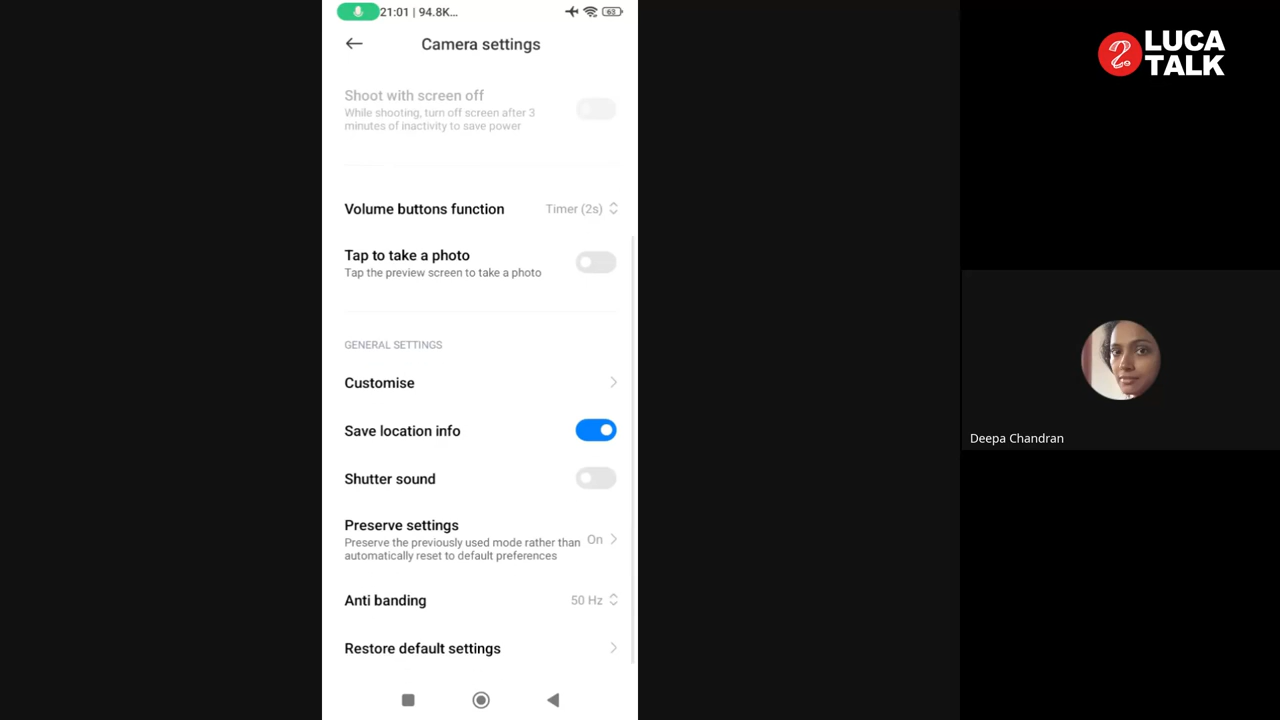 21:01 | 94.8K...
63
Camera settings
LUCA
TALK
Shoot with screen off
While shooting, turn off screen after 3
minutes of inactivity to save power
Volume buttons function
Timer (2s)
Tap to take a photo
Tap the preview screen to take a photo
GENERAL SETTINGS
Customise
Save location info
Shutter sound
Preserve settings
Preserve the previously used mode rather than
automatically reset to default preferences
On
Anti banding
50 Hz
Restore default settings
Deepa Chandran